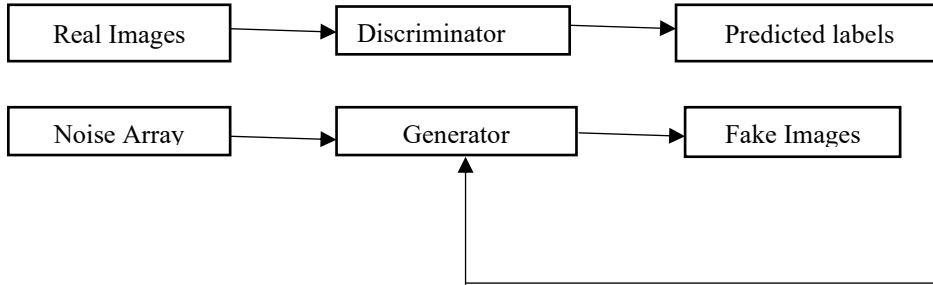 Real Images
Discriminator
Predicted labels
Noise Array
Generator
Fake Images